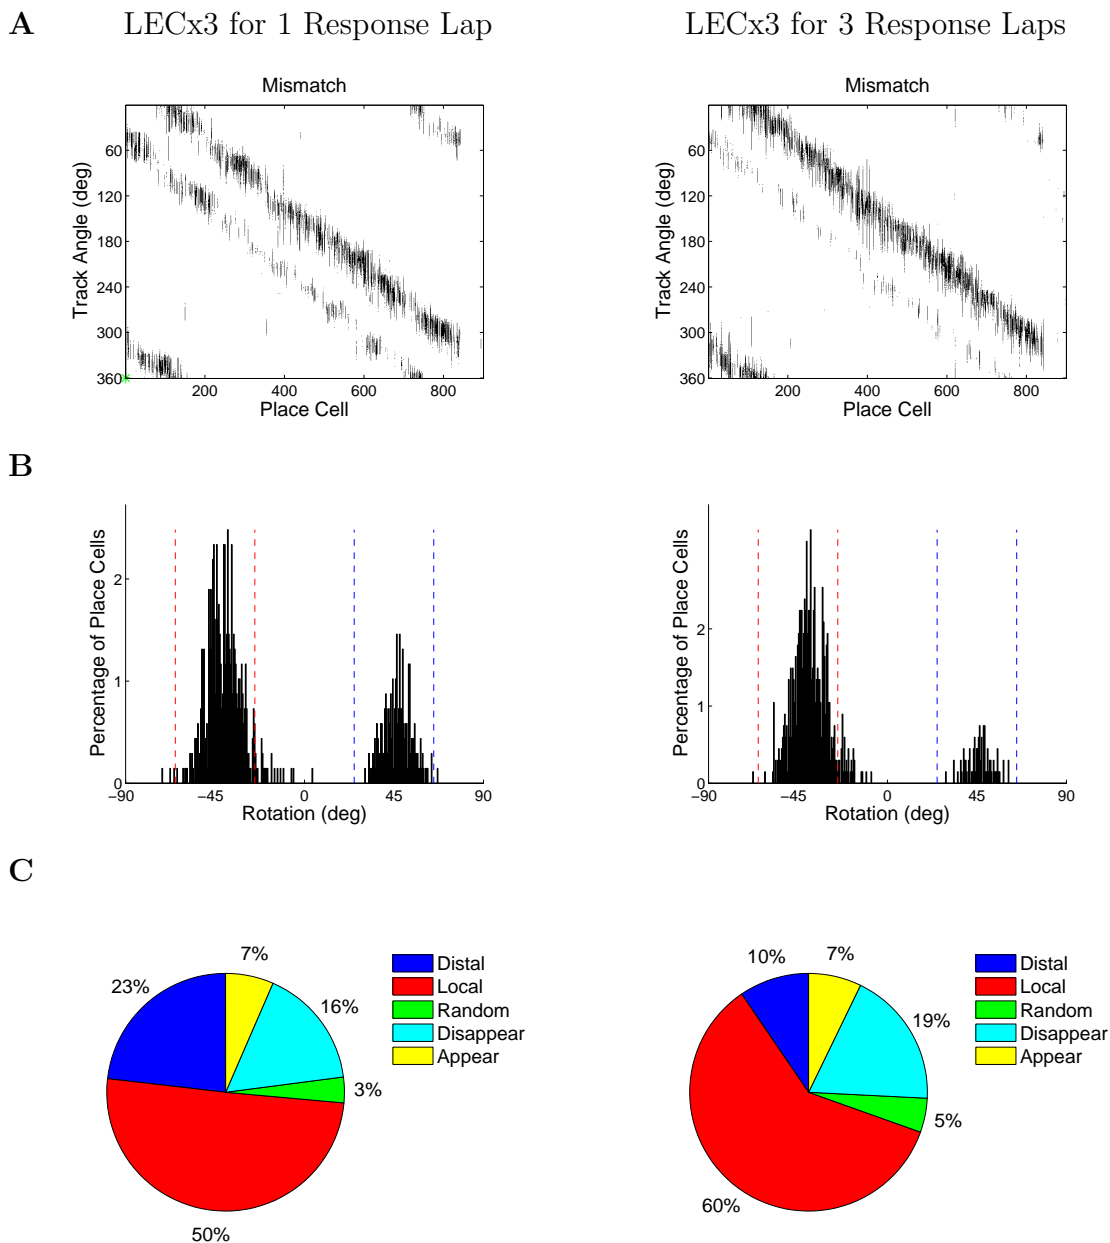 A
LECx3 for 1 Response Lap
LECx3 for 3 Response Laps
Mismatch
60
120
180
240
300
360
Track Angle (deg)
200
400
600
800
Place Cell
Mismatch
60
120
180
240
300
360
Track Angle (deg)
200
400
600
800
Place Cell
B
2
1
0
Percentage of Place Cells
−90
−45
0
45
90
Rotation (deg)
2
1
0
Percentage of Place Cells
−90
−45
0
45
90
Rotation (deg)
C
7%
23%
16%
3%
50%
Distal
Local
Random
Disappear
Appear
10%
7%
19%
5%
60%
Distal
Local
Random
Disappear
Appear